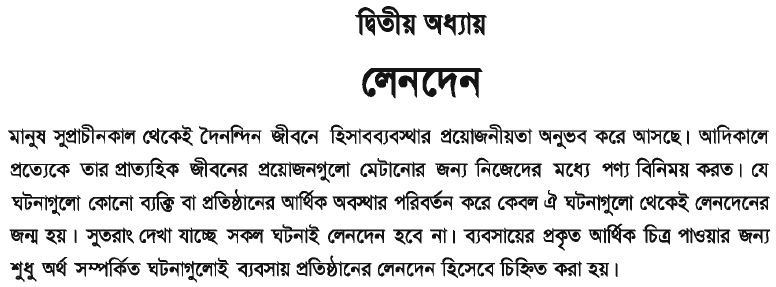 দ্বিতীয় অধ্যায়
লেনদেন
মানুষ সুপ্রাচীনকাল থেকেই দৈনন্দিন জীবনে হিসাবব্যবস্থার প্রয়োজনীয়তা অনুভব করে আসছে। আদিকালে
প্রত্যেকে তার প্রাত্যহিক জীবনের প্রয়োজনগুলো মেটানোর জন্য নিজেদের মধ্যে পণ্য বিনিময় করত। যে
ঘটনাগুলো কোনো ব্যক্তি বা প্রতিষ্ঠানের আর্থিক অবস্থার পরিবর্তন করে কেবল ঐ ঘটনাগুলো থেকেই লেনদেনের
জন্ম হয়। সুতরাং দেখা যাচ্ছে সকল ঘটনাই লেনদেন হবে না। ব্যবসায়ের প্রকৃত আর্থিক চিত্র পাওয়ার জন্য
শুধু অর্থ সম্পর্কিত ঘটনাগুলোই ব্যবসায় প্রতিষ্ঠানের লেনদেন হিসেবে চিহ্নিত করা হয়।